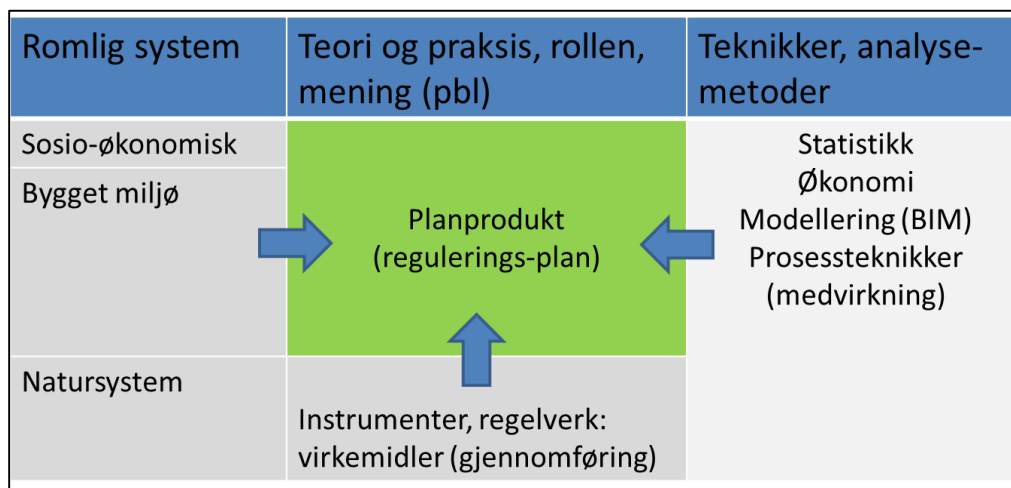 Romlig system
Teori og praksis, rollen,
mening (pbl)
Teknikker, analyse-
metoder
Sosio-økonomisk
Bygget miljø
Natursystem
Planprodukt
(regulerings-plan)
Instrumenter, regelverk:
virkemidler (gjennomføring)
Statistikk
Økonomi
Modellering (BIM)
Prosessteknikker
(medvirkning)